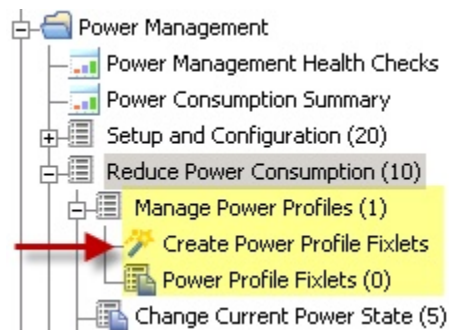 Power Management
Power Management Health Checks
Power Consumption Summary
Setup and Configuration (20)
Reduce Power Consumption (10)
Manage Power Profiles (1)
Create Power Profile Fixlets
Power Profile Fixlets (0)
Change Current Power State (5)